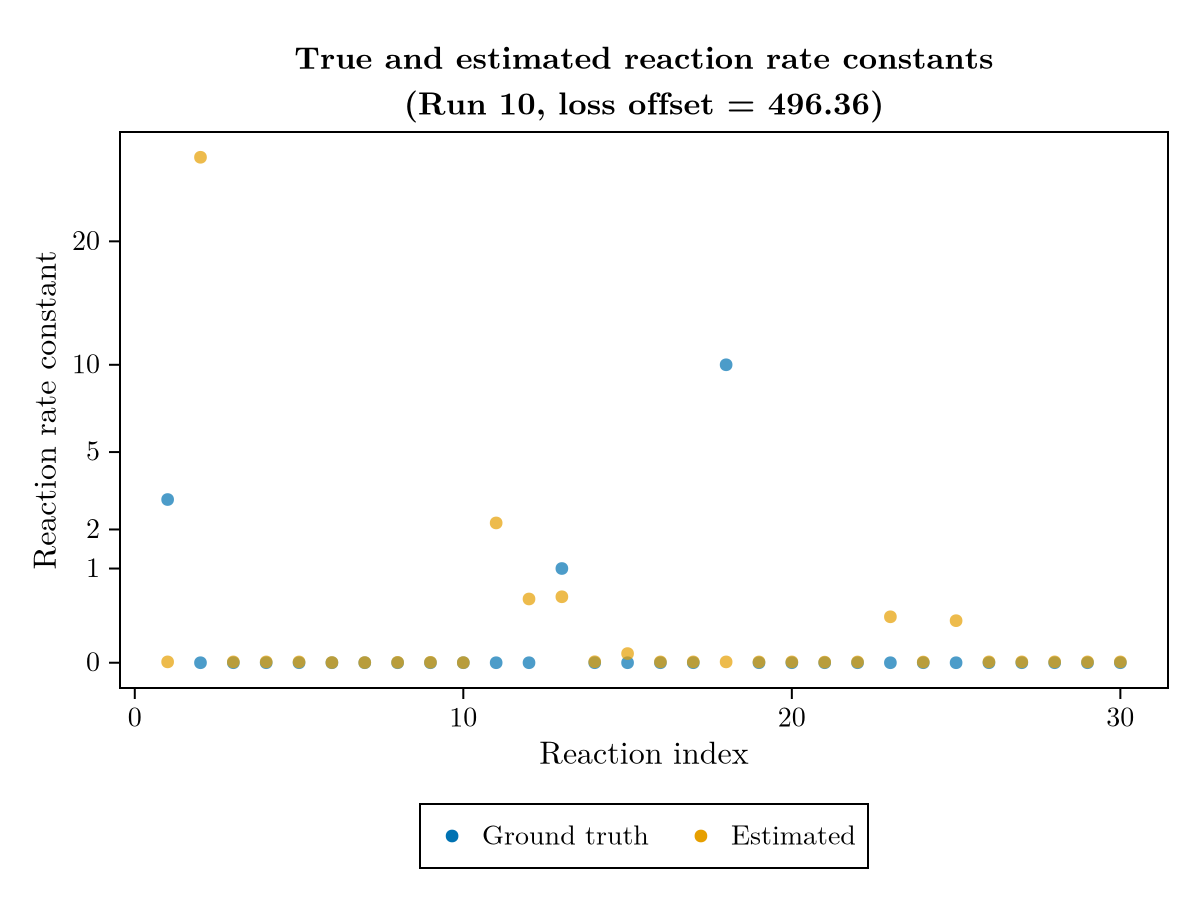 True and estimated reaction rate constants
(Run 10, loss offset = 496.36)
Reaction rate constant
20
10
5
2
1
0
0 10 20 30
Reaction index
Ground truth Estimated